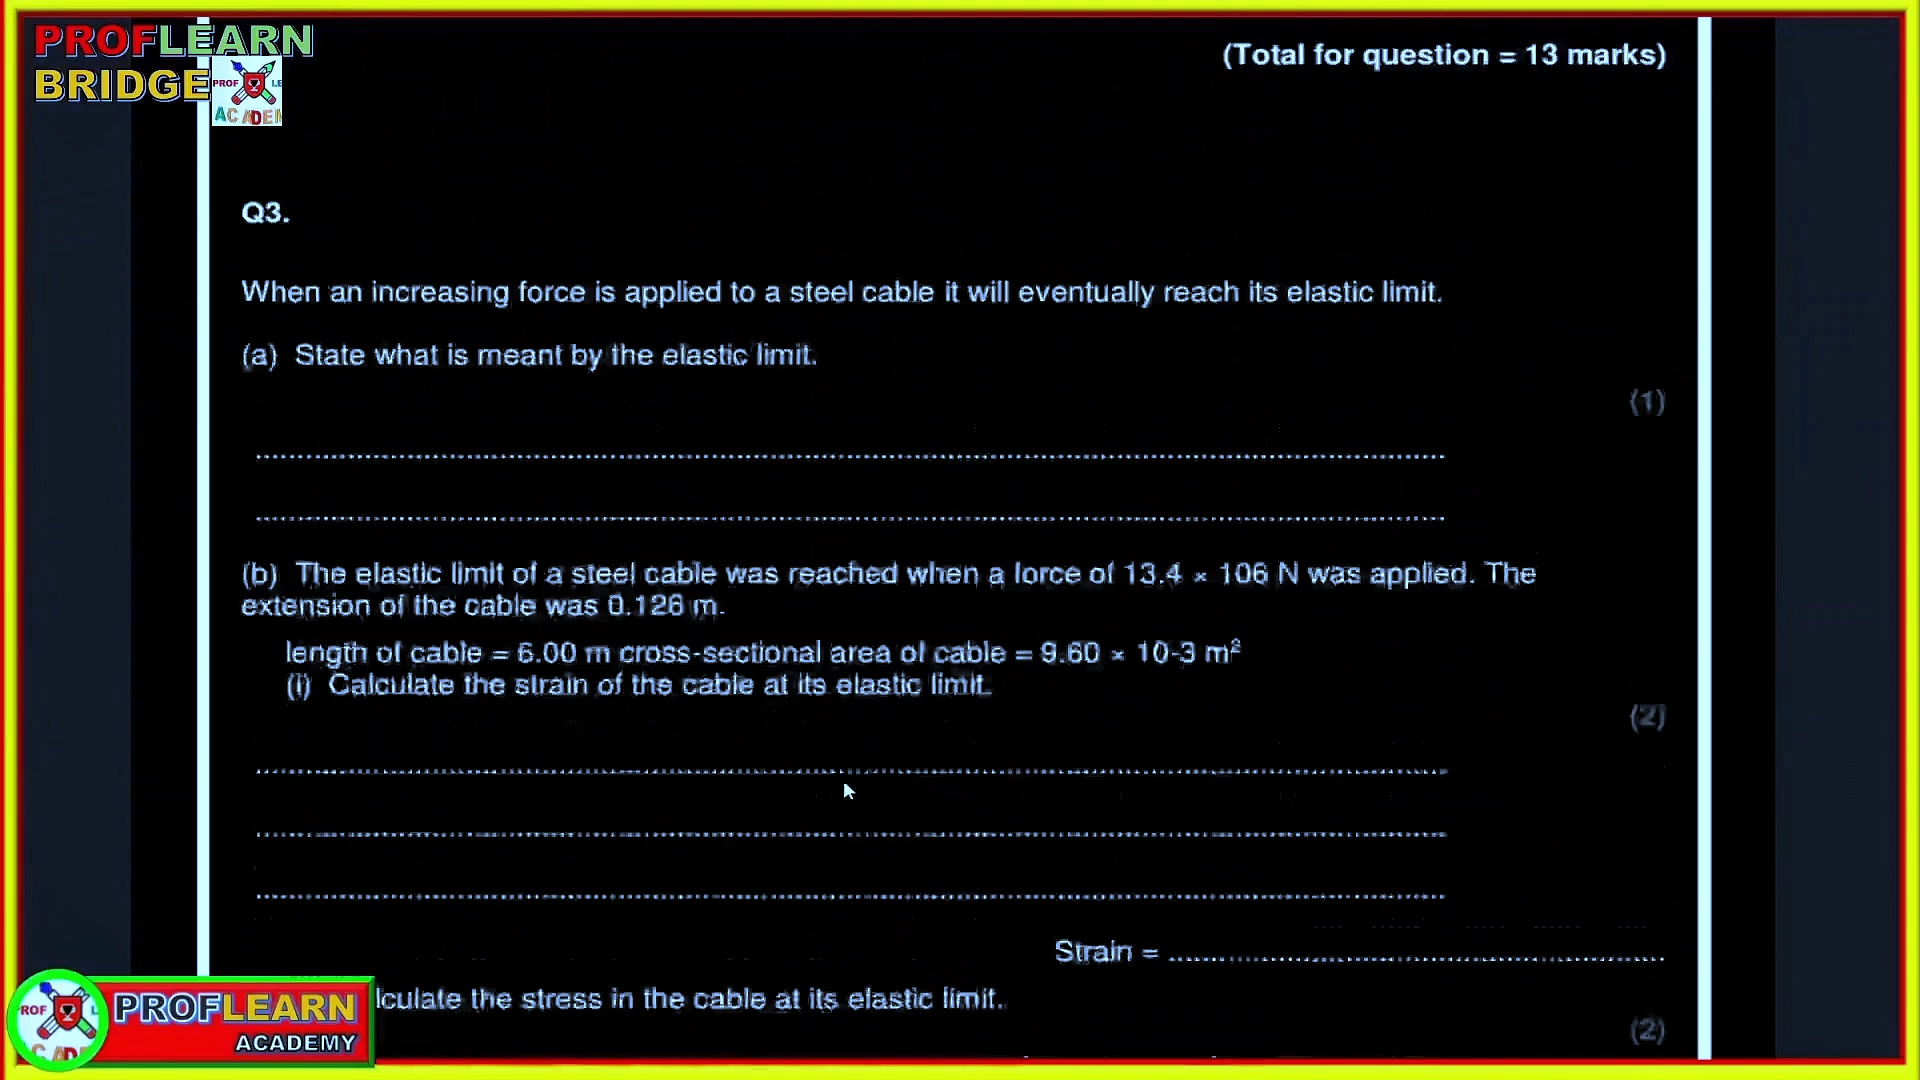 PROFLEARN
BRIDGE
PROF LE
ACADEM
(Total for question = 13 marks)
Q3.
When an increasing force is applied to a steel cable it will eventually reach its elastic limit.
(a) State what is meant by the elastic limit.
(1)
(b) The elastic limit of a steel cable was reached when a force of 13.4 × 106 N was applied. The
extension of the cable was 0.126 m.
length of cable = 6.00 m cross-sectional area of cable = 9.60 × 10-3 m²
(i) Calculate the strain of the cable at its elastic limit.
(2)
Strain =
lculate the stress in the cable at its elastic limit.
(2)
PROFLEARN
ACADEMY